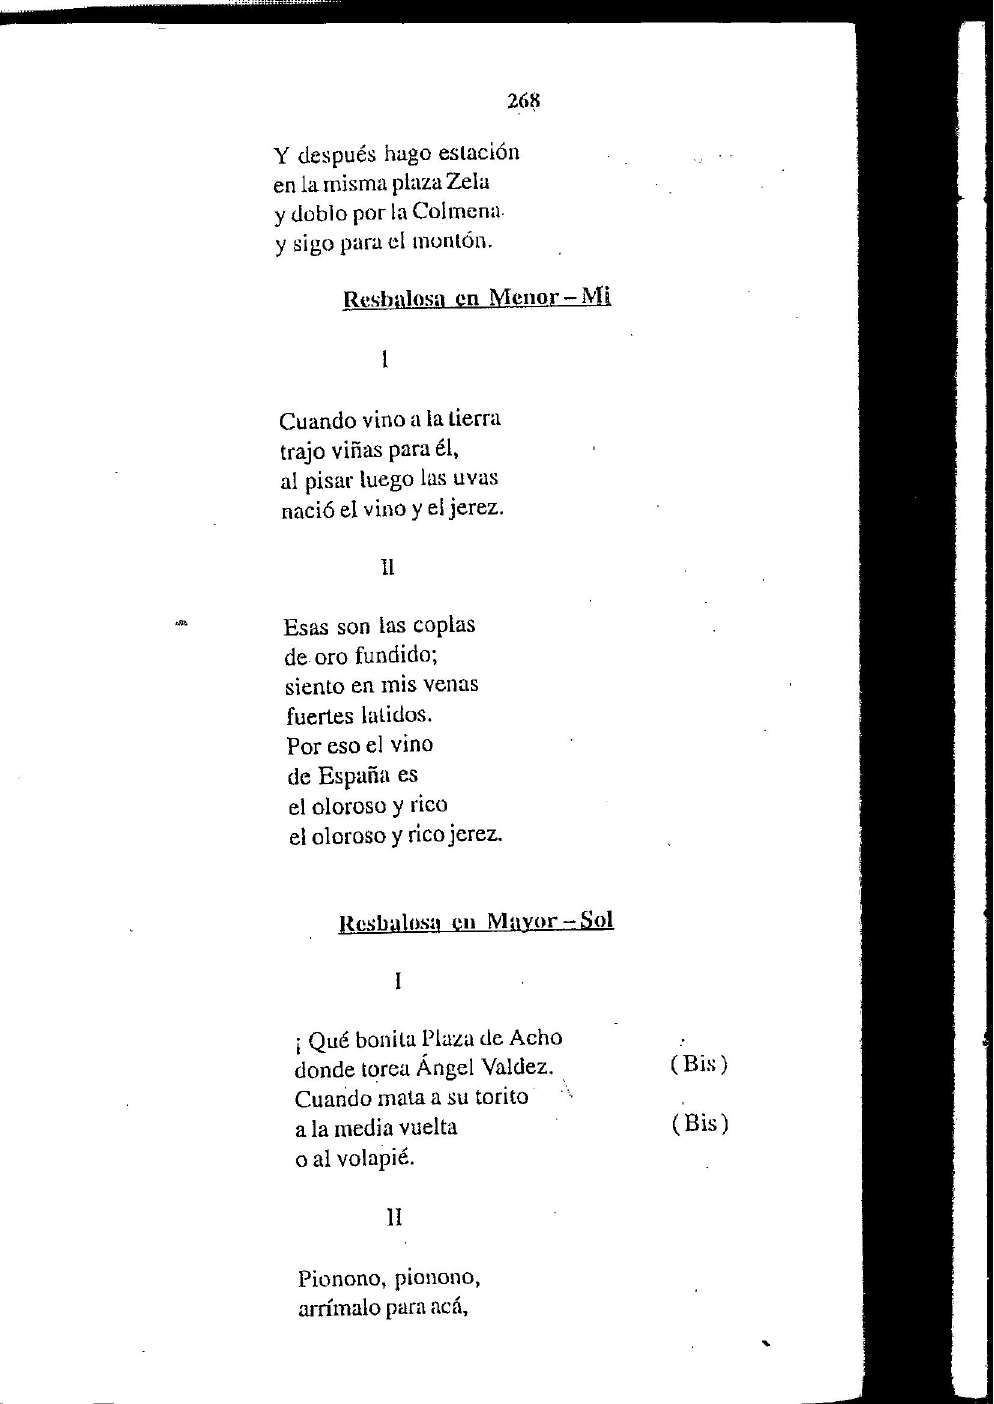 268
Y después hago estación
en la misma plaza Zela
y doblo por la Colmena
y sigo para el montón.
Resbalosa en Menor – Mi
I
Cuando vino a la tierra
trajo viñas para él,
al pisar luego las uvas
nació el vino y el jerez.
II
Esas son las coplas
de oro fundido;
siento en mis venas
fuertes latidos.
Por eso el vino
de España es
el oloroso y rico
el oloroso y rico jerez.
Resbalosa en Mayor – Sol
I
¡ Qué bonita Plaza de Acho
donde torea Ángel Valdez. (Bis)
Cuando mata a su torito
a la media vuelta (Bis)
o al volapié.
II
Pionono, pionono,
arrímalo para acá,